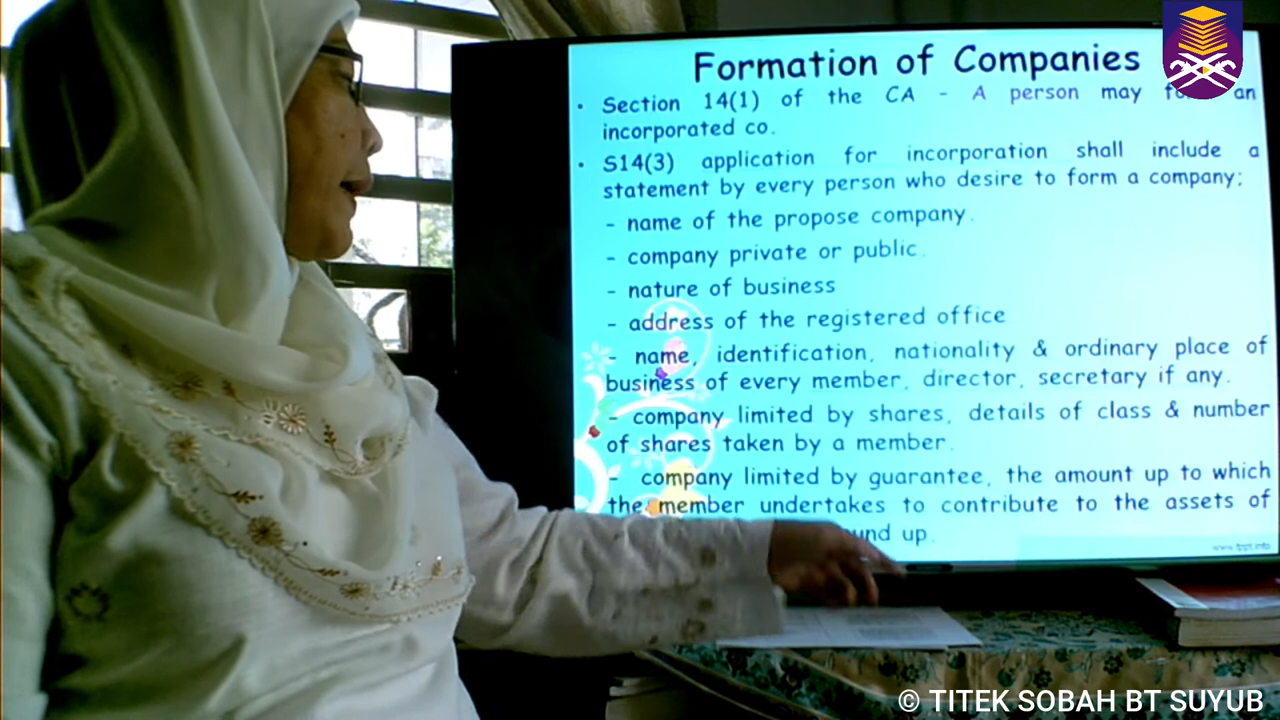 Formation of Companies
• Section 14(1) of the CA - A person may an
incorporated co.
• S14(3) application for incorporation shall include a
statement by every person who desire to form a company;
- name of the propose company.
- company private or public.
- nature of business
- address of the registered office
- name, identification, nationality & ordinary place of
business of every member, director, secretary if any.
- company limited by shares, details of class & number
of shares taken by a member.
- company limited by guarantee, the amount up to which
the member undertakes to contribute to the assets of
up.
© TITEK SOBAH BT SUYUB